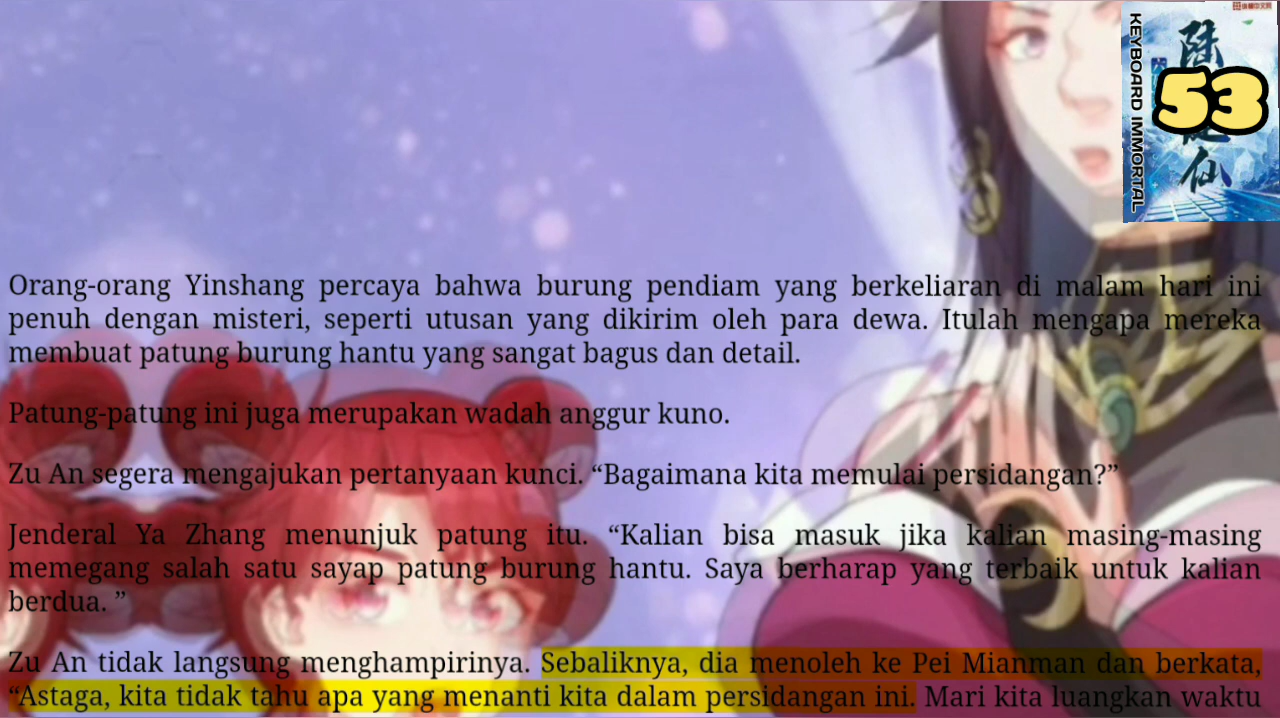 KEYBOARD IMMORTAL
53
Orang-orang Yinshang percaya bahwa burung pendiam yang berkeliaran di malam hari ini
penuh dengan misteri, seperti utusan yang dikirim oleh para dewa. Itulah mengapa mereka
membuat patung burung hantu yang sangat bagus dan detail.
Patung-patung ini juga merupakan wadah anggur kuno.
Zu An segera mengajukan pertanyaan kunci. “Bagaimana kita memulai persidangan?”
Jenderal Ya Zhang menunjuk patung itu. “Kalian bisa masuk jika kalian masing-masing
memegang salah satu sayap patung burung hantu. Saya berharap yang terbaik untuk kalian
berdua. ”
Zu An tidak langsung menghampirinya. Sebaliknya, dia menoleh ke Pei Mianman dan berkata,
“Astaga, kita tidak tahu apa yang menanti kita dalam persidangan ini. Mari kita luangkan waktu